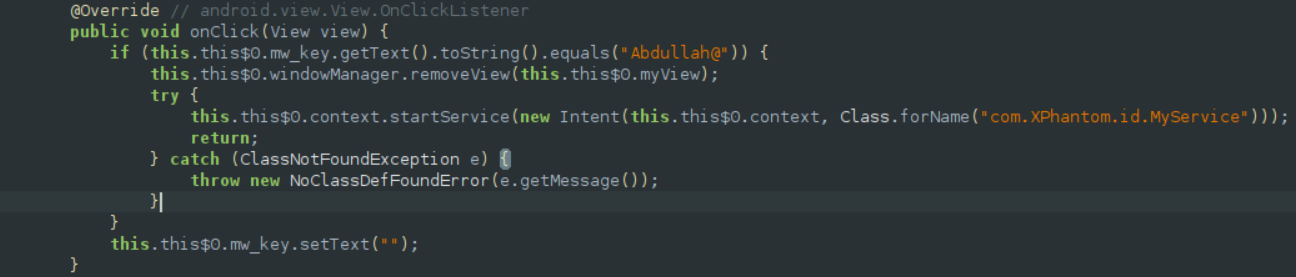 @Override // android.view.View.OnClickListener
public void onClick(View view) {
if (this.this$0.mw_key.getText().toString().equals("Abdullah@")) {
this.this$0.windowManager.removeView(this.this$0.myView);
try {
this.this$0.context.startService(new Intent(this.this$0.context, Class.forName("com.XPhantom.id.MyService")));
return;
} catch (ClassNotFoundException e) {
throw new NoClassDefFoundError(e.getMessage());
}
}
this.this$0.mw_key.setText("");
}